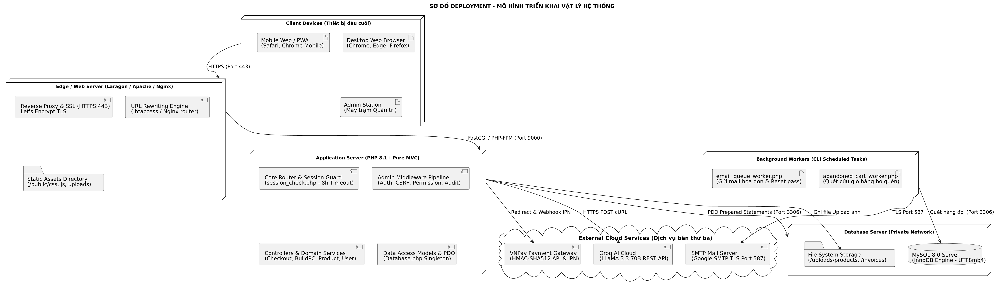 SƠ ĐỒ DEPLOYMENT - MÔ HÌNH TRIỂN KHAI VẬT LÝ HỆ THỐNG
Client Devices (Thiết bị đầu cuối)
Mobile Web / PWA
(Safari, Chrome Mobile)
Desktop Web Browser
(Chrome, Edge, Firefox)
Admin Station
(Máy trạm Quản trị)
HTTPS (Port 443)
Edge / Web Server (Laragon / Apache / Nginx)
Reverse Proxy & SSL (HTTPS:443)
Let's Encrypt TLS
URL Rewriting Engine
(.htaccess / Nginx router)
Static Assets Directory
(/public/css, js, uploads)
FastCGI / PHP-FPM (Port 9000)
Application Server (PHP 8.1+ Pure MVC)
Core Router & Session Guard
(session_check.php - 8h Timeout)
Admin Middleware Pipeline
(Auth, CSRF, Permission, Audit)
Controllers & Domain Services
(Checkout, BuildPC, Product, User)
Data Access Models & PDO
(Database.php Singleton)
Background Workers (CLI Scheduled Tasks)
email_queue_worker.php
(Gửi mail hóa đơn & Reset pass)
abandoned_cart_worker.php
(Quét cứu giỏ hàng bỏ quên)
Redirect & Webhook IPN
HTTPS POST cURL
PDO Prepared Statements (Port 3306)
Ghi file Upload ảnh
TLS Port 587
Quét hàng đợi (Port 3306)
External Cloud Services (Dịch vụ bên thứ ba)
VNPay Payment Gateway
(HMAC-SHA512 API & IPN)
Groq AI Cloud
(LLaMA 3.3 70B REST API)
SMTP Mail Server
(Google SMTP TLS Port 587)
Database Server (Private Network)
File System Storage
(/uploads/products, /invoices)
MySQL 8.0 Server
(InnoDB Engine - UTF8mb4)